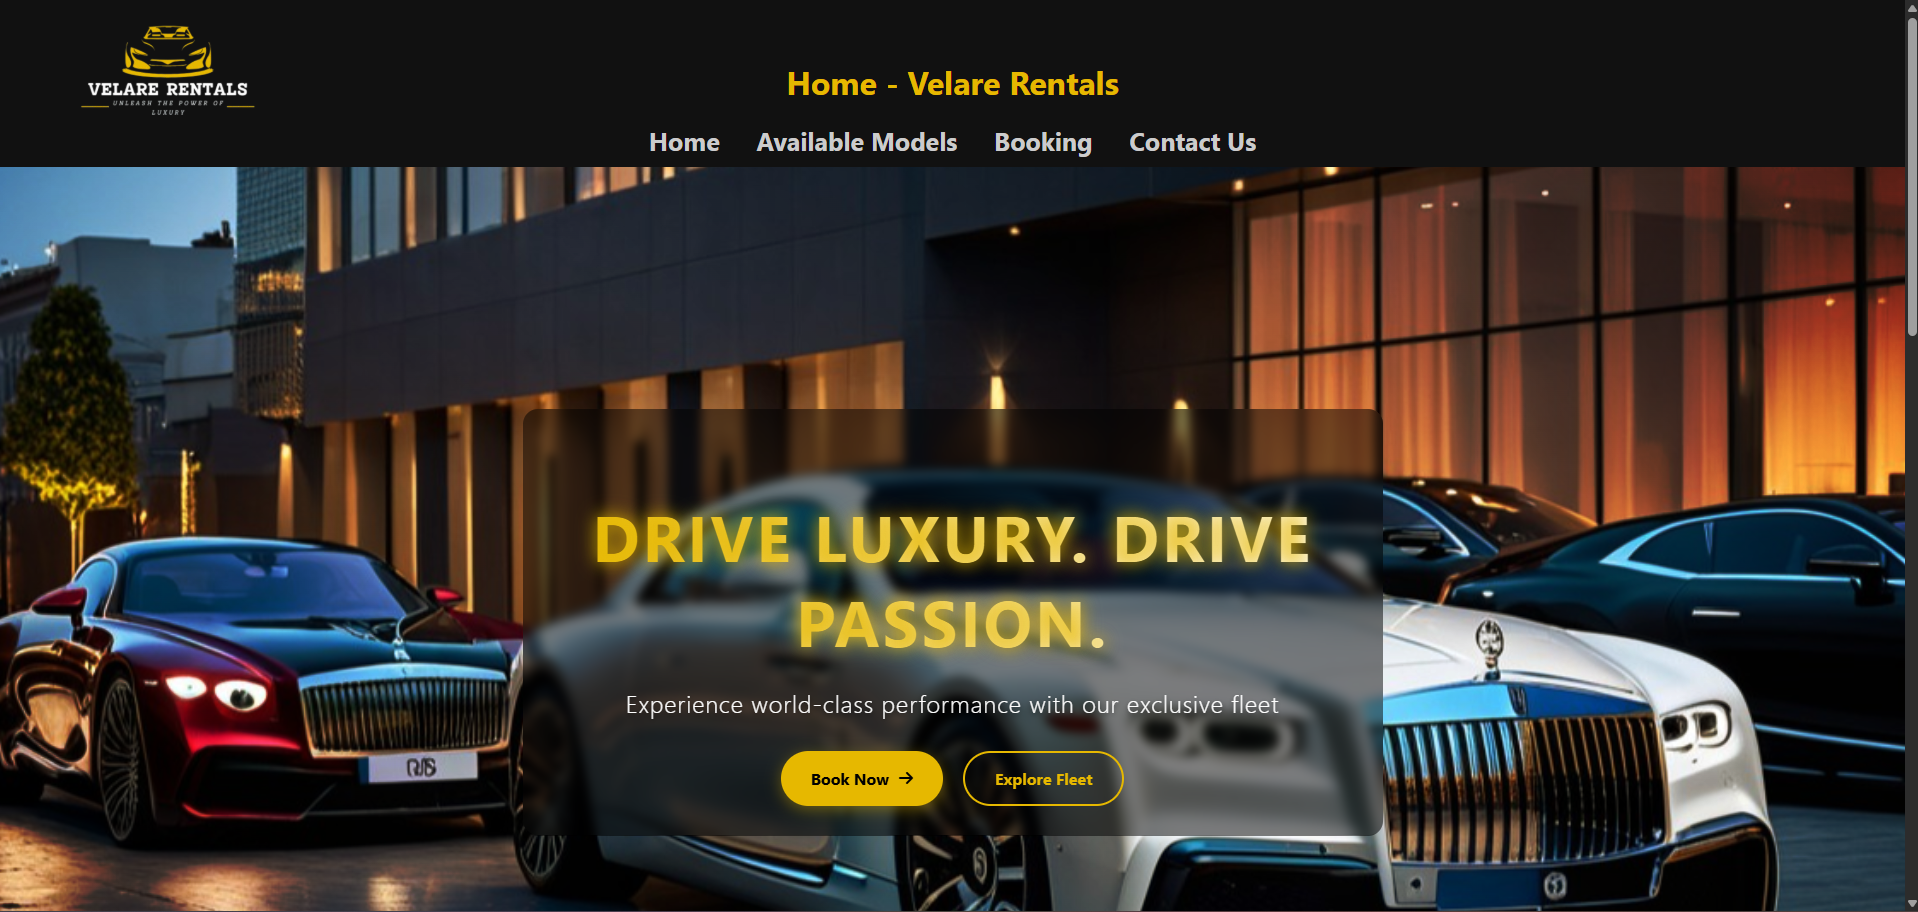 VELARE RENTALS
UNLEASH THE POWER OF
LUXURY
Home - Velare Rentals
Home Available Models Booking Contact Us
DRIVE LUXURY. DRIVE
PASSION.
Experience world-class performance with our exclusive fleet
Book Now →
Explore Fleet